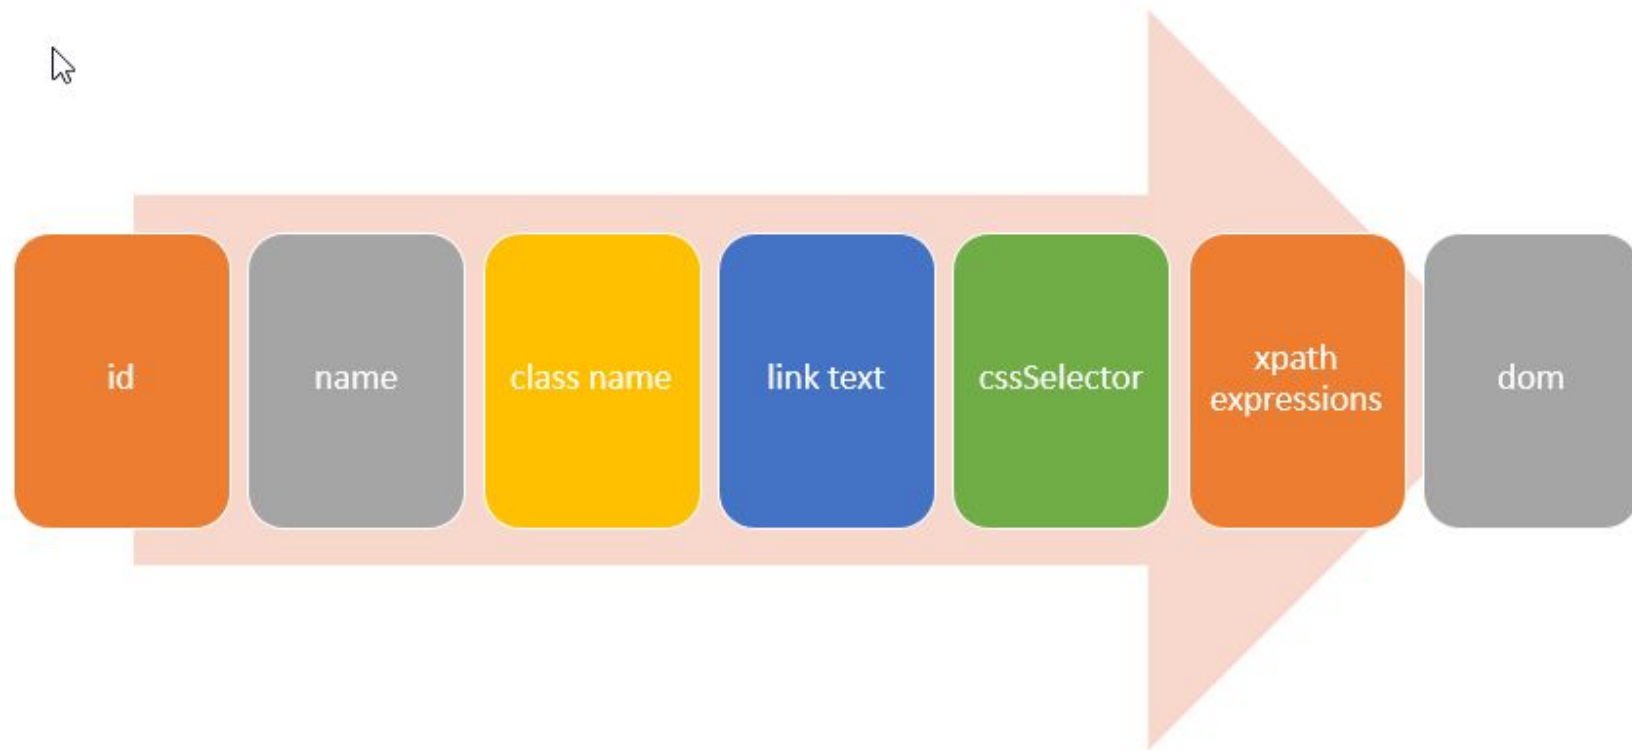 id
name
class name
link text
cssSelector
xpath
expressions
dom